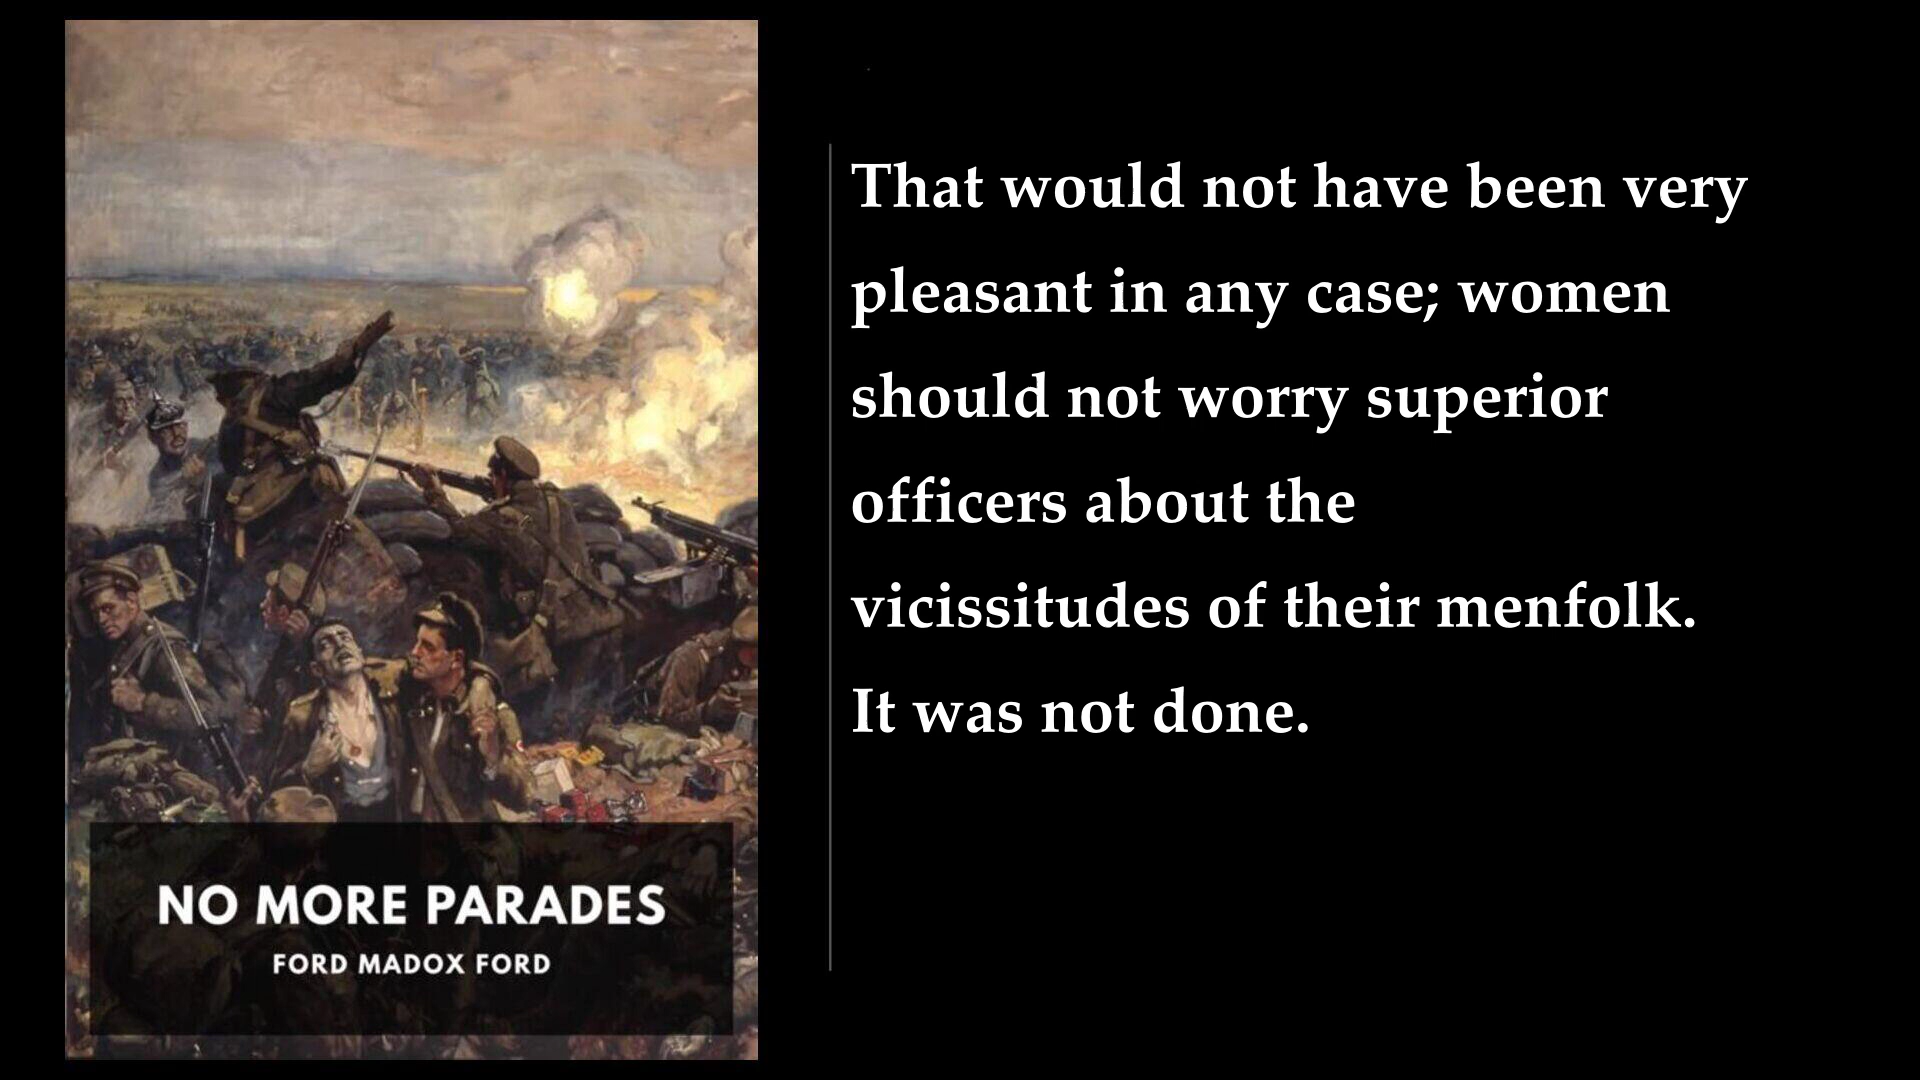 That would not have been very
pleasant in any case; women
should not worry superior
officers about the
vicissitudes of their menfolk.
It was not done.
NO MORE PARADES
FORD MADOX FORD